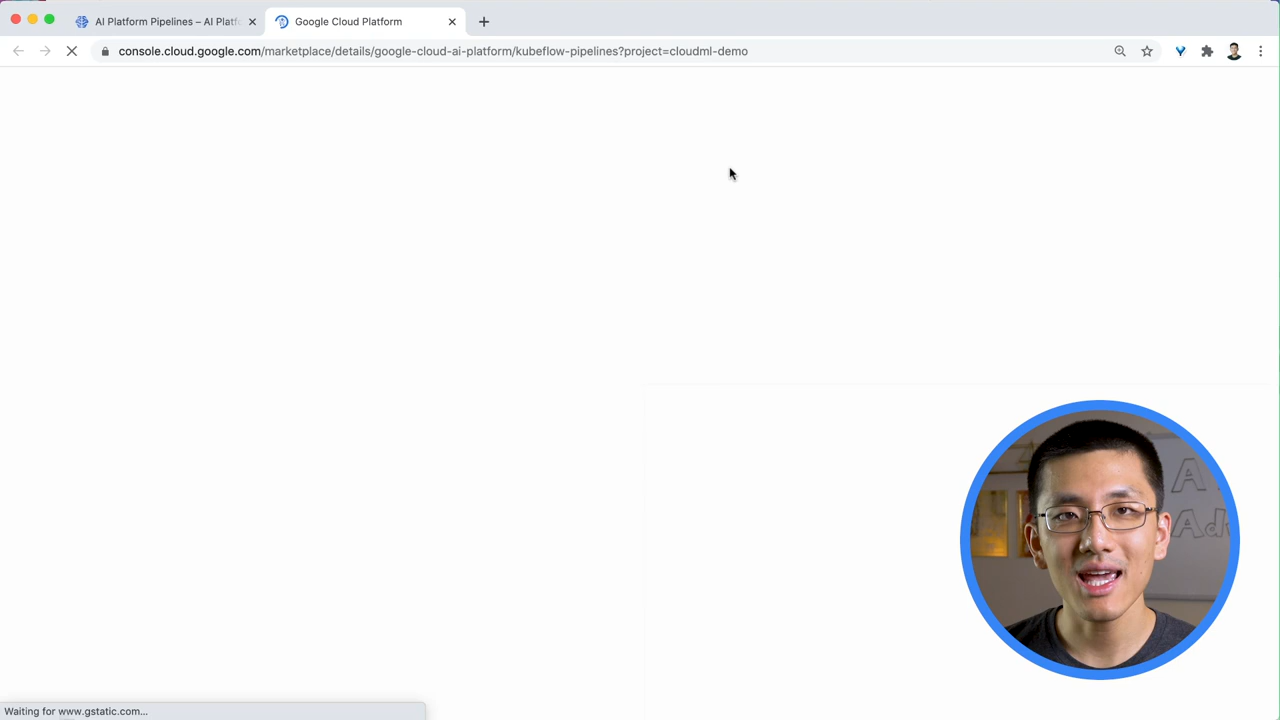 AI Platform Pipelines – AI Platf
Google Cloud Platform
console.cloud.google.com/marketplace/details/google-cloud-ai-platform/kubeflow-pipelines?project=cloudml-demo
A
Adv
Waiting for www.gstatic.com...